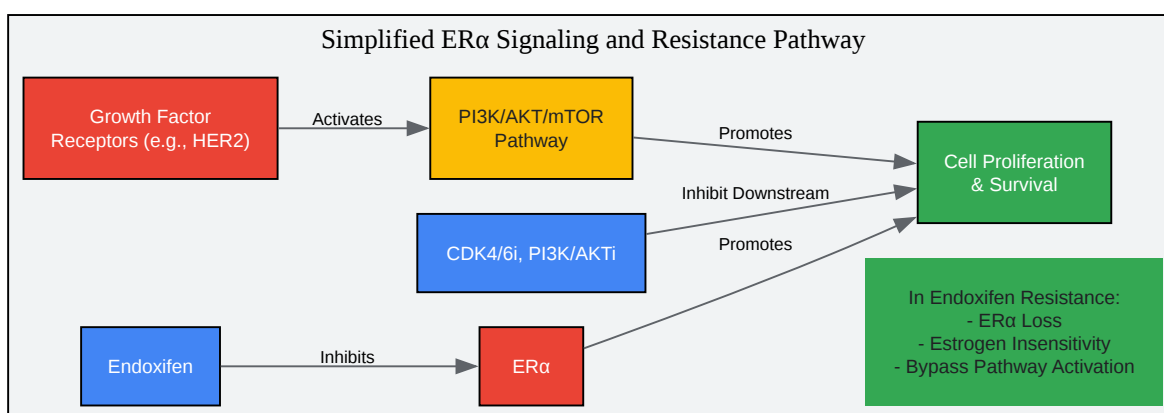 Simplified ERα Signaling and Resistance Pathway
Growth Factor
Receptors (e.g., HER2)
Activates
PI3K/AKT/mTOR
Pathway
Promotes
Cell Proliferation
& Survival
Inhibit Downstream
CDK4/6i, PI3K/AKTi
Promotes
Endoxifen
Inhibits
ERα
In Endoxifen Resistance:
- ERα Loss
- Estrogen Insensitivity
- Bypass Pathway Activation